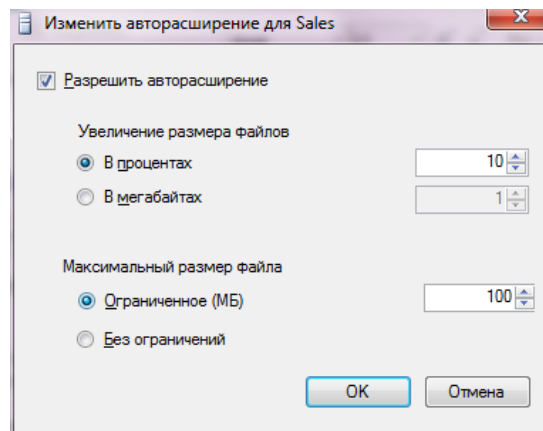 Изменить авторасширение для Sales
Разрешить авторасширение
Увеличение размера файлов
В процентах 10
В мегабайтах 1
Максимальный размер файла
Ограниченное (МБ) 100
Без ограничений
OK Отмена